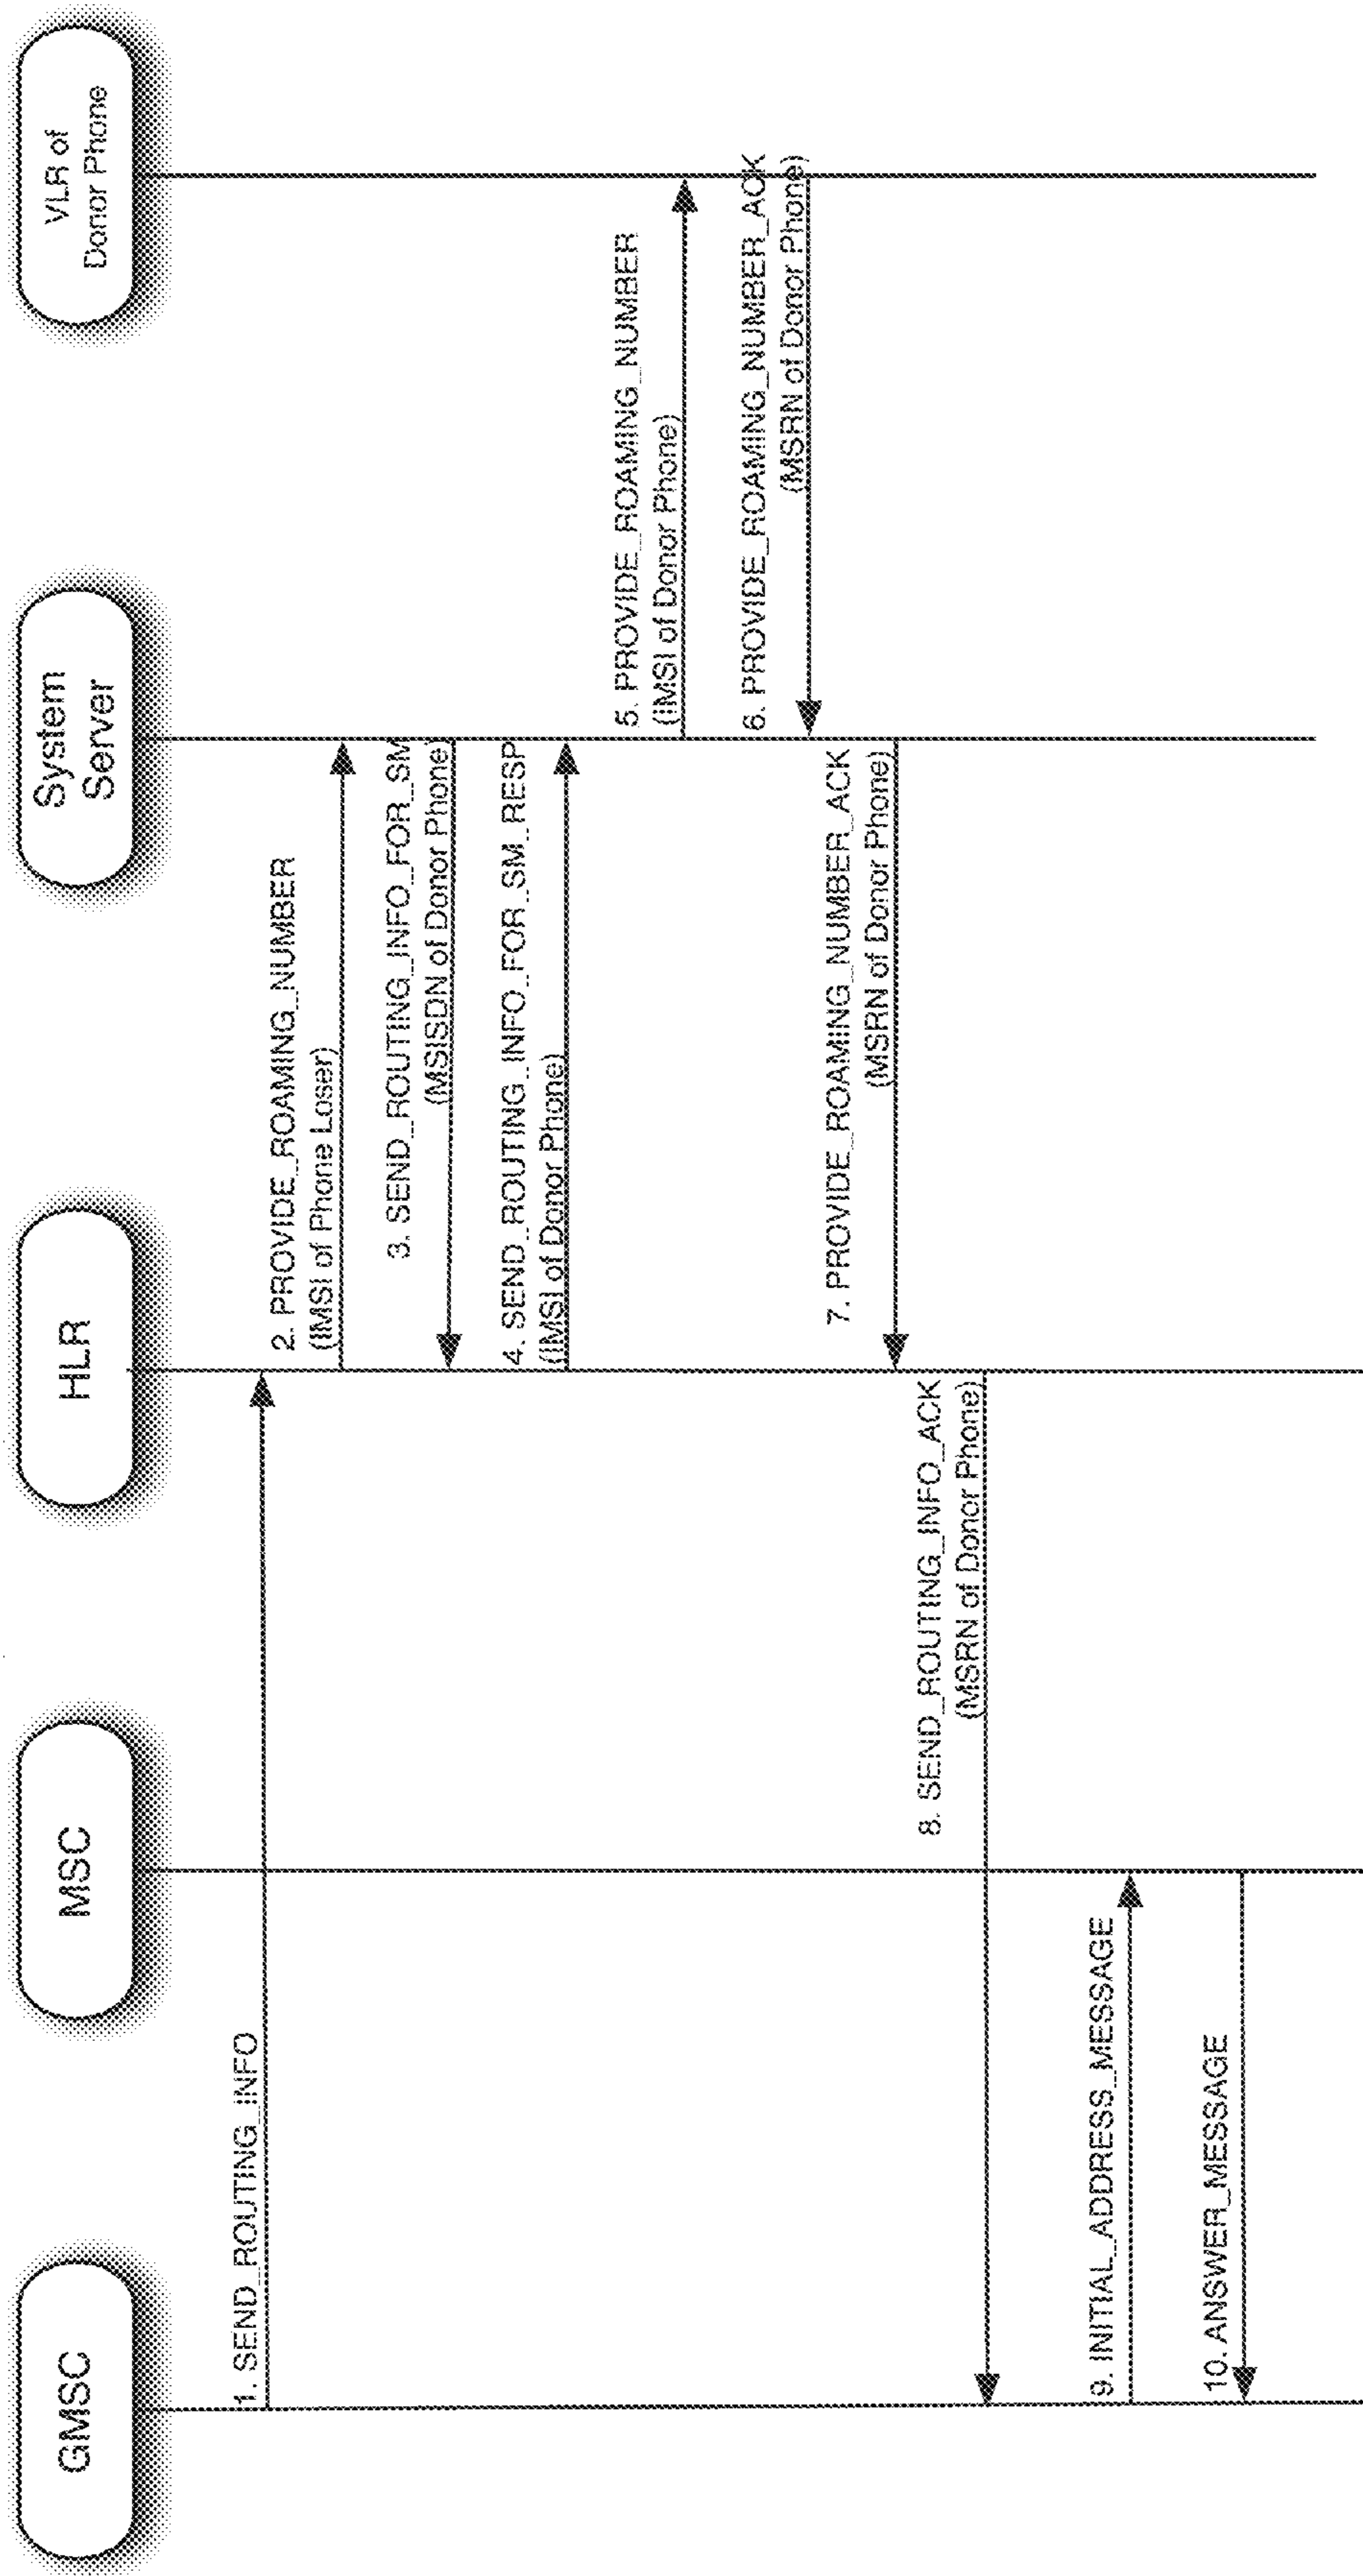 GMSC
MSC
HLR
System
Server
VLR of
Donor Phone
1. SEND_ROUTING_INFO
2. PROVIDE_ROAMING_NUMBER
(IMSI of Phone Loser)
3. SEND_ROUTING_INFO_FOR_SM
(MSISDN of Donor Phone)
4. SEND_ROUTING_INFO_FOR_SM_RESP
(IMSI of Donor Phone)
5. PROVIDE_ROAMING_NUMBER
(IMSI of Donor Phone)
6. PROVIDE_ROAMING_NUMBER_ACK
(MSRN of Donor Phone)
7. PROVIDE_ROAMING_NUMBER_ACK
(MSRN of Donor Phone)
8. SEND_ROUTING_INFO_ACK
(MSRN of Donor Phone)
9. INITIAL_ADDRESS_MESSAGE
10. ANSWER_MESSAGE